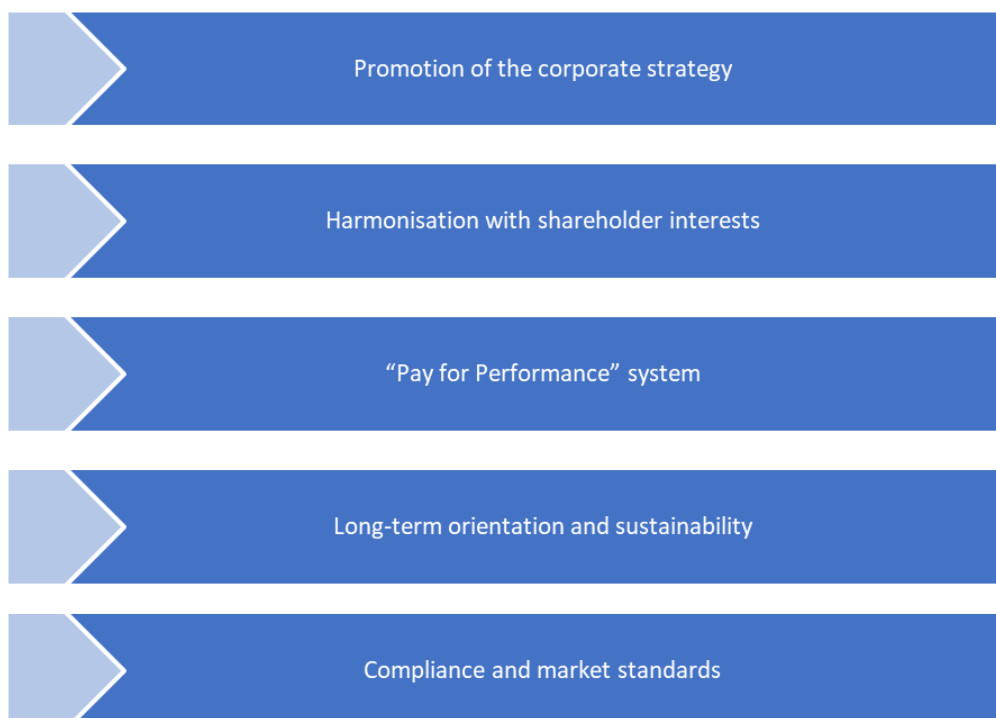 Promotion of the corporate strategy
Harmonisation with shareholder interests
“Pay for Performance” system
Long-term orientation and sustainability
Compliance and market standards